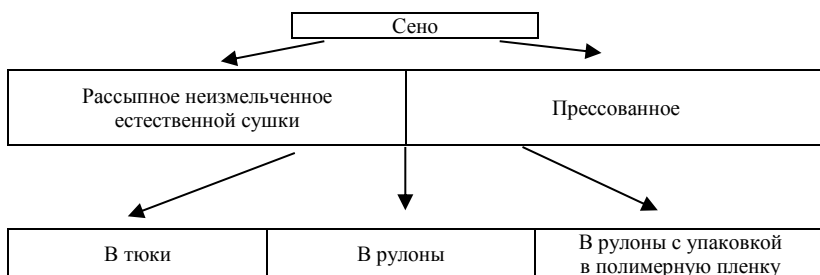 Сено
Рассыпное неизмельченное
естественной сушки
Прессованное
В тюки
В рулоны
В рулоны с упаковкой
в полимерную пленку